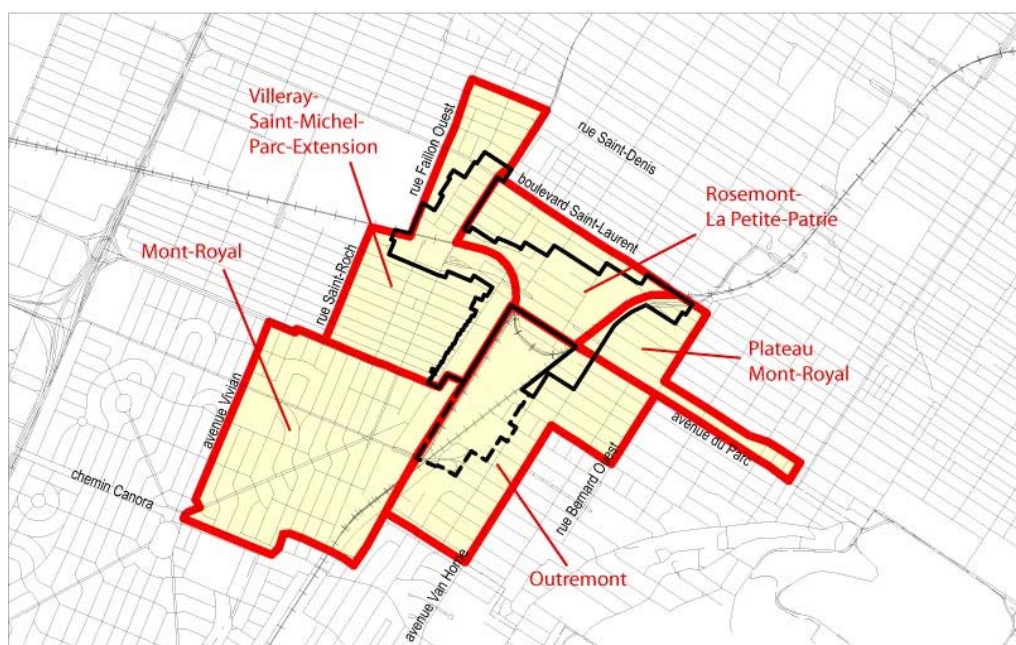 Villeray-
Saint-Michel-
Parc-Extension
rue Faillon Ouest
rue Saint-Denis
boulevard Saint-Laurent
Rosemont-
La Petite-Patrie
Mont-Royal
rue Saint-Roch
Plateau
Mont-Royal
avenue Vivian
avenue du Parc
chemin Canora
rue Bernard Ouest
Outremont
avenue Van Horne